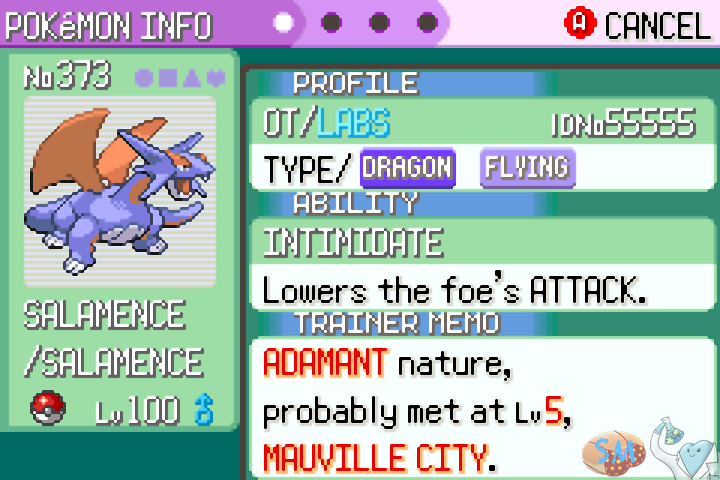 POKéMON INFO
A CANCEL
No373
PROFILE
OT/LABS IDNo55555
TYPE/ DRAGON FLYING
ABILITY
INTIMIDATE
Lowers the foe's ATTACK.
SALAMENCE
/SALAMENCE
Lv100♂
TRAINER MEMO
ADAMANT nature,
probably met at Lv5,
MAUVILLE CITY.
SM